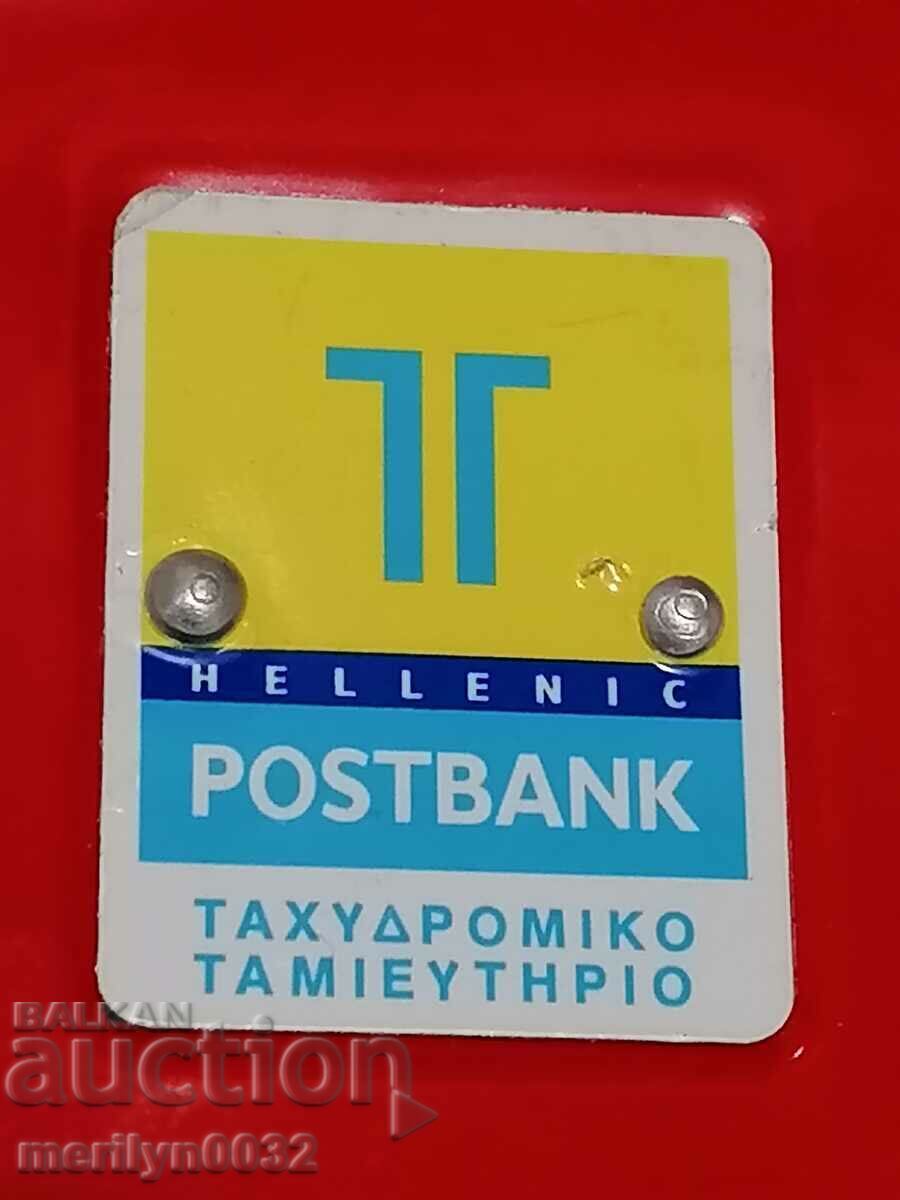 HELLENIC
POSTBANK
ΤΑΧΥΔΡΟΜΙΚΟ
ΤΑΜΙΕΥΤΗΡΙΟ
BALKAN
auction
merilyn0032